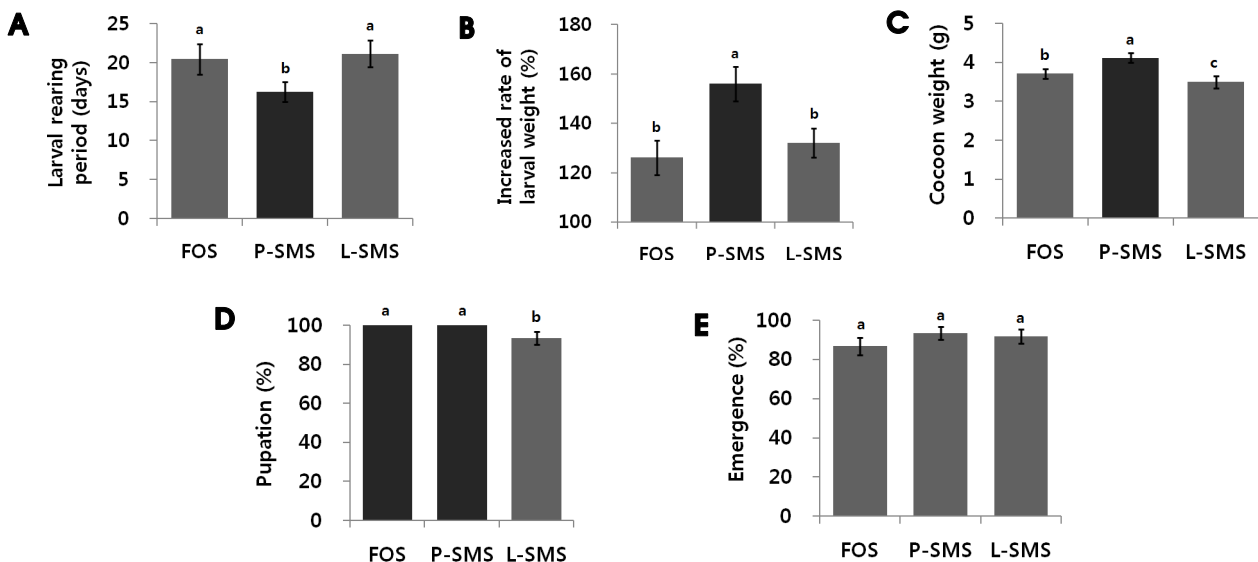 A
Larval rearing
period (days)
25
20
15
10
5
0
a
b
a
FOS P-SMS L-SMS
B
Increased rate of
larval weight (%)
180
160
140
120
100
b
a
b
FOS P-SMS L-SMS
C
Cocoon weight (g)
5
4
3
2
1
0
b
a
c
FOS P-SMS L-SMS
D
Pupation (%)
100
80
60
40
20
0
a
a
b
FOS P-SMS L-SMS
E
Emergence (%)
100
80
60
40
20
0
a
a
a
FOS P-SMS L-SMS